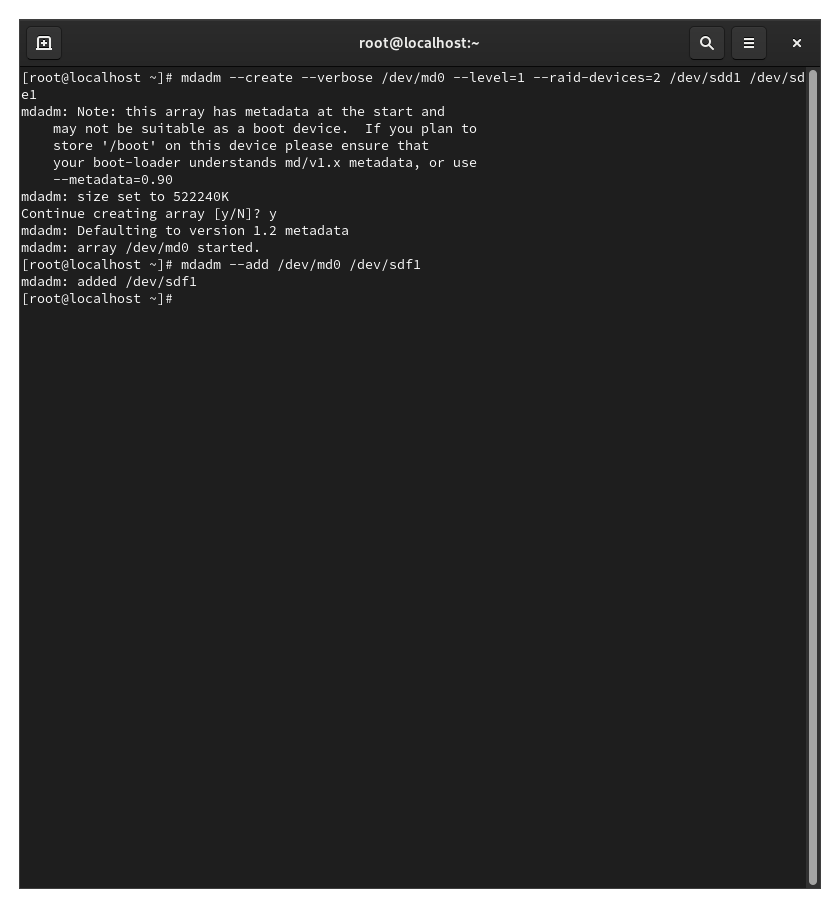 root@localhost:~
[root@localhost ~]# mdadm --create --verbose /dev/md0 --level=1 --raid-devices=2 /dev/sdd1 /dev/sd
e1
mdadm: Note: this array has metadata at the start and
    may not be suitable as a boot device.  If you plan to
    store '/boot' on this device please ensure that
    your boot-loader understands md/v1.x metadata, or use
    --metadata=0.90
mdadm: size set to 522240K
Continue creating array [y/N]? y
mdadm: Defaulting to version 1.2 metadata
mdadm: array /dev/md0 started.
[root@localhost ~]# mdadm --add /dev/md0 /dev/sdf1
mdadm: added /dev/sdf1
[root@localhost ~]#